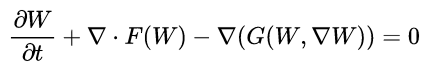 ∂W/∂t + ∇ · F(W) − ∇(G(W, ∇W)) = 0